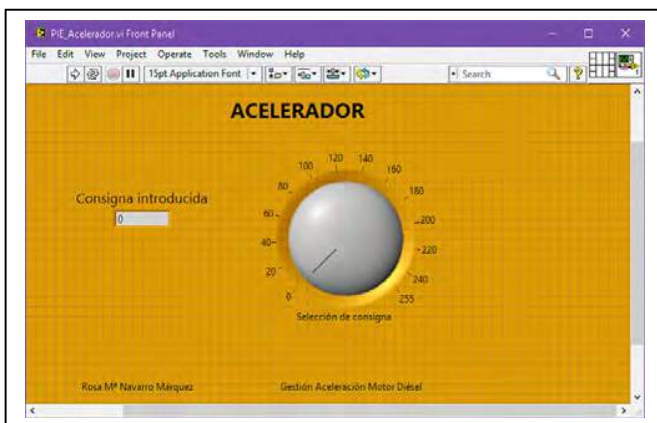 PIE_Acelerador.vi Front Panel
File Edit View Project Operate Tools Window Help
15pt Application Font
Search
ACELERADOR
Consigna introducida
0
0
20
40
60
80
100
120
140
160
180
200
220
240
255
Selección de consigna
Rosa Mª Navarro Márquez
Gestión Aceleración Motor Diésel